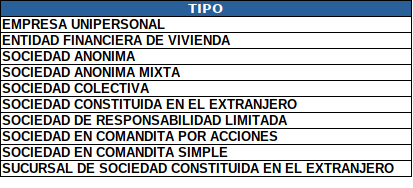 TIPO
EMPRESA UNIPERSONAL
ENTIDAD FINANCIERA DE VIVIENDA
SOCIEDAD ANONIMA
SOCIEDAD ANONIMA MIXTA
SOCIEDAD COLECTIVA
SOCIEDAD CONSTITUIDA EN EL EXTRANJERO
SOCIEDAD DE RESPONSABILIDAD LIMITADA
SOCIEDAD EN COMANDITA POR ACCIONES
SOCIEDAD EN COMANDITA SIMPLE
SUCURSAL DE SOCIEDAD CONSTITUIDA EN EL EXTRANJERO